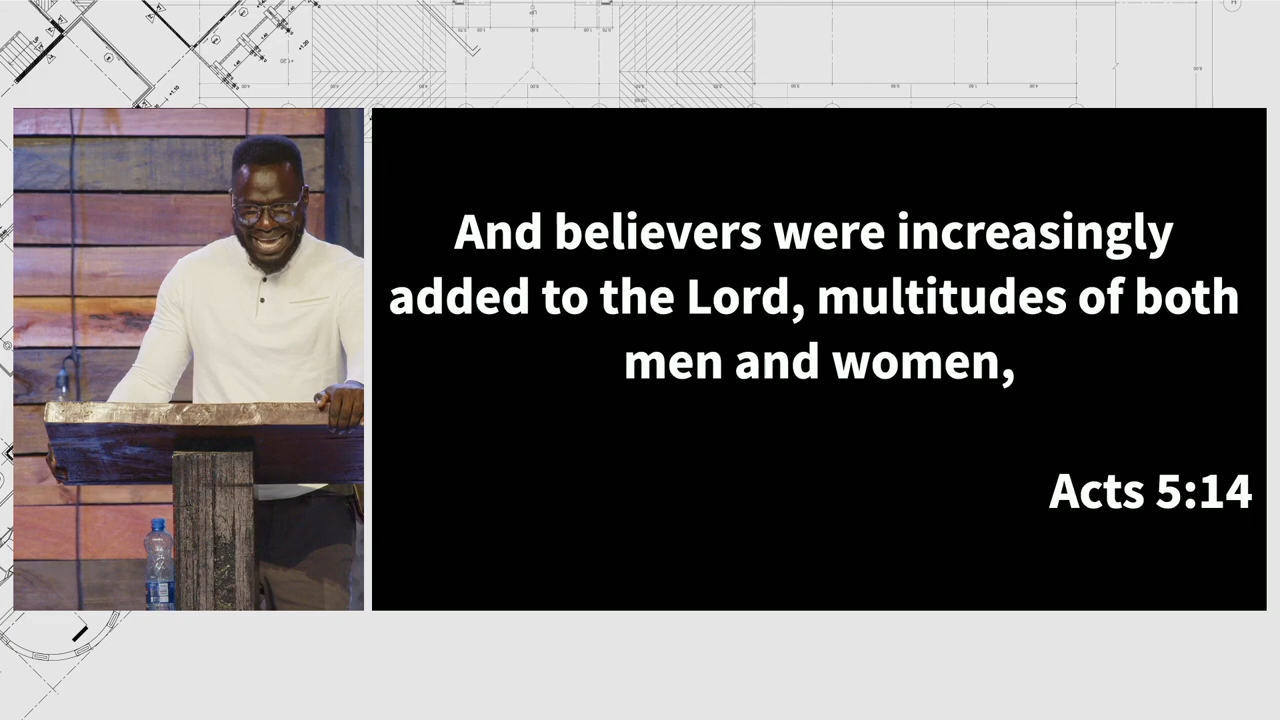 And believers were increasingly
added to the Lord, multitudes of both
men and women,
Acts 5:14